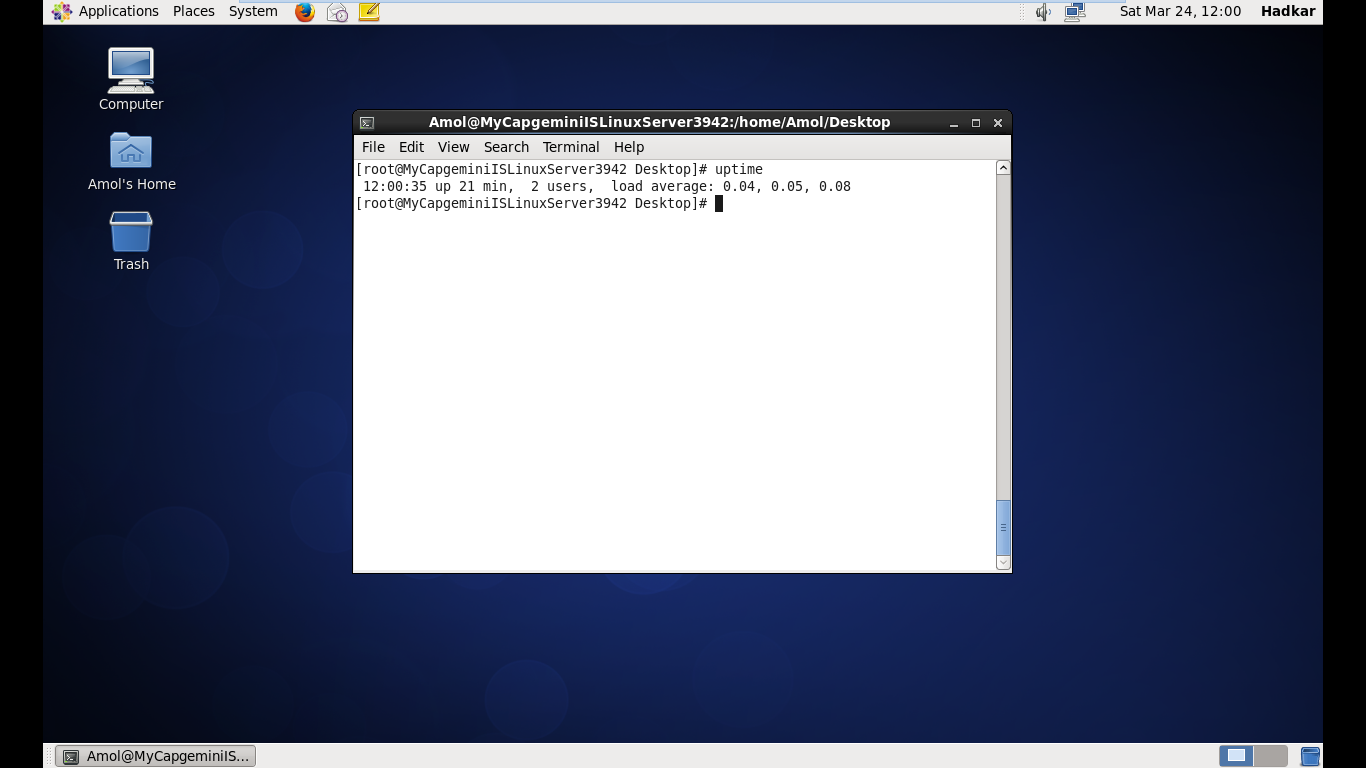 Applications Places System Sat Mar 24, 12:00 Hadkar
Computer
Amol's Home
Trash
Amol@MyCapgeminiISLinuxServer3942:/home/Amol/Desktop
File Edit View Search Terminal Help
[root@MyCapgeminiISLinuxServer3942 Desktop]# uptime
12:00:35 up 21 min,  2 users,  load average: 0.04, 0.05, 0.08
[root@MyCapgeminiISLinuxServer3942 Desktop]#
Amol@MyCapgeminiIS...